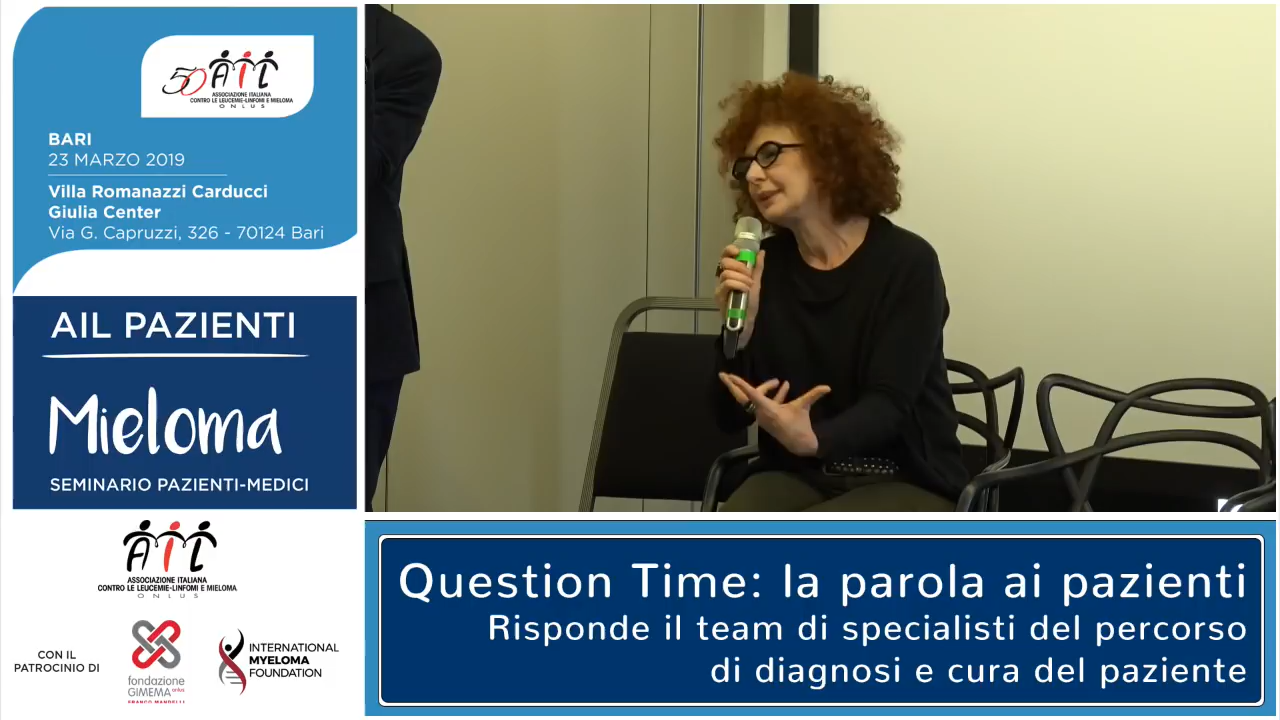 50 AIL
ASSOCIAZIONE ITALIANA
CONTRO LE LEUCEMIE-LINFOMI E MIELOMA
ONLUS
BARI
23 MARZO 2019
Villa Romanazzi Carducci
Giulia Center
Via G. Capruzzi, 326 - 70124 Bari
AIL PAZIENTI
Mieloma
SEMINARIO PAZIENTI-MEDICI
AIL
ASSOCIAZIONE ITALIANA
CONTRO LE LEUCEMIE-LINFOMI E MIELOMA
ONLUS
CON IL
PATROCINIO DI
fondazione
GIMEMA onlus
FRANCO MANDELLI
INTERNATIONAL
MYELOMA
FOUNDATION
Question Time: la parola ai pazienti
Risponde il team di specialisti del percorso
di diagnosi e cura del paziente